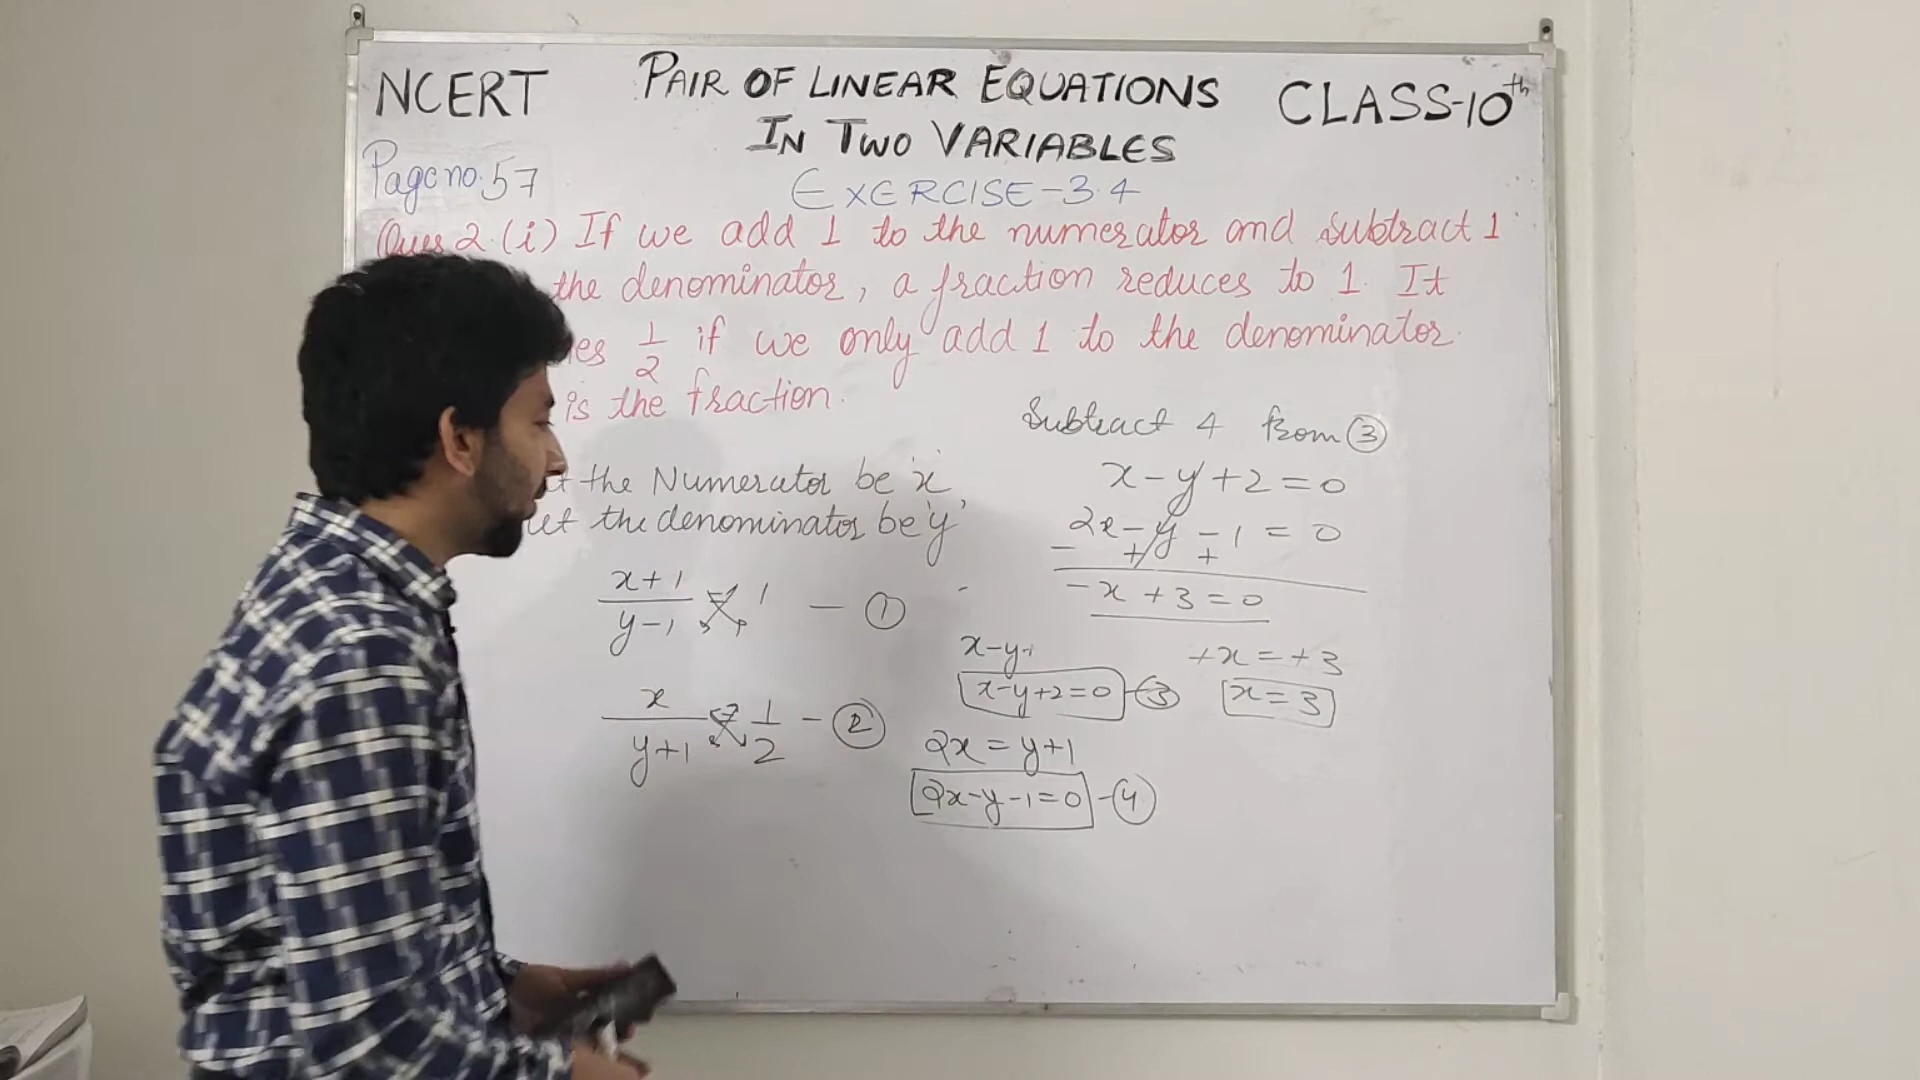 NCERT PAIR OF LINEAR EQUATIONS CLASS-10th
IN TWO VARIABLES
Page no. 57
EXERCISE-3.4
Ques 2. (i) If we add 1 to the numerator and subtract 1
the denominator, a fraction reduces to 1. It
es 1/2 if we only add 1 to the denominator.
is the fraction.
the Numerator be 'x'
Let the denominator be 'y'
x+1/y-1 = 1 - ①
x/y+1 = 1/2 - ②
x-y+
x-y+2=0 - ③
2x = y+1
2x-y-1=0 - ④
Subtract 4 from ③
x-y+2=0
2x-y-1=0
- + +
-x+3=0
+x=+3
x=3